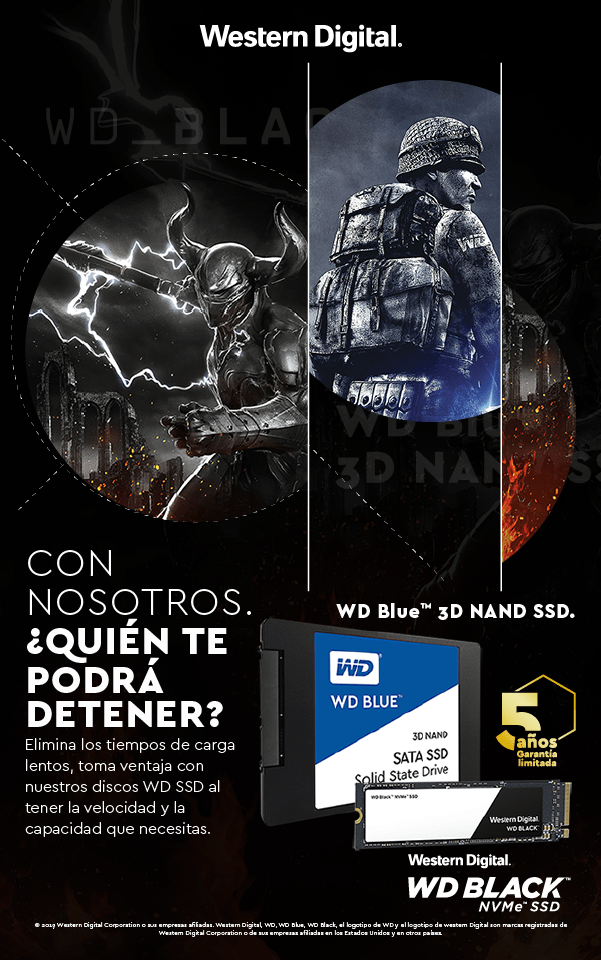 Western Digital.
WD_BLAC
WD Blue
3D NAND SS
CON
NOSOTROS.
¿QUIÉN TE
PODRÁ
DETENER?
Elimina los tiempos de carga
lentos, toma ventaja con
nuestros discos WD SSD al
tener la velocidad y la
capacidad que necesitas.
WD Blue™ 3D NAND SSD.
WD
WD BLUE™
3D NAND
SATA SSD
Solid State Drive
5
años
Garantía
limitada
WD Black™ NVMe™ SSD
Western Digital.
WD BLACK™
Western Digital.
WD BLACK™
NVMe™ SSD
© 2019 Western Digital Corporation o sus empresas afiliadas. Western Digital, WD, WD Blue, WD Black, el logotipo de WD y el logotipo de western Digital son marcas registradas de
Western Digital Corporation o de sus empresas afiliadas en los Estados Unidos y en otros países.